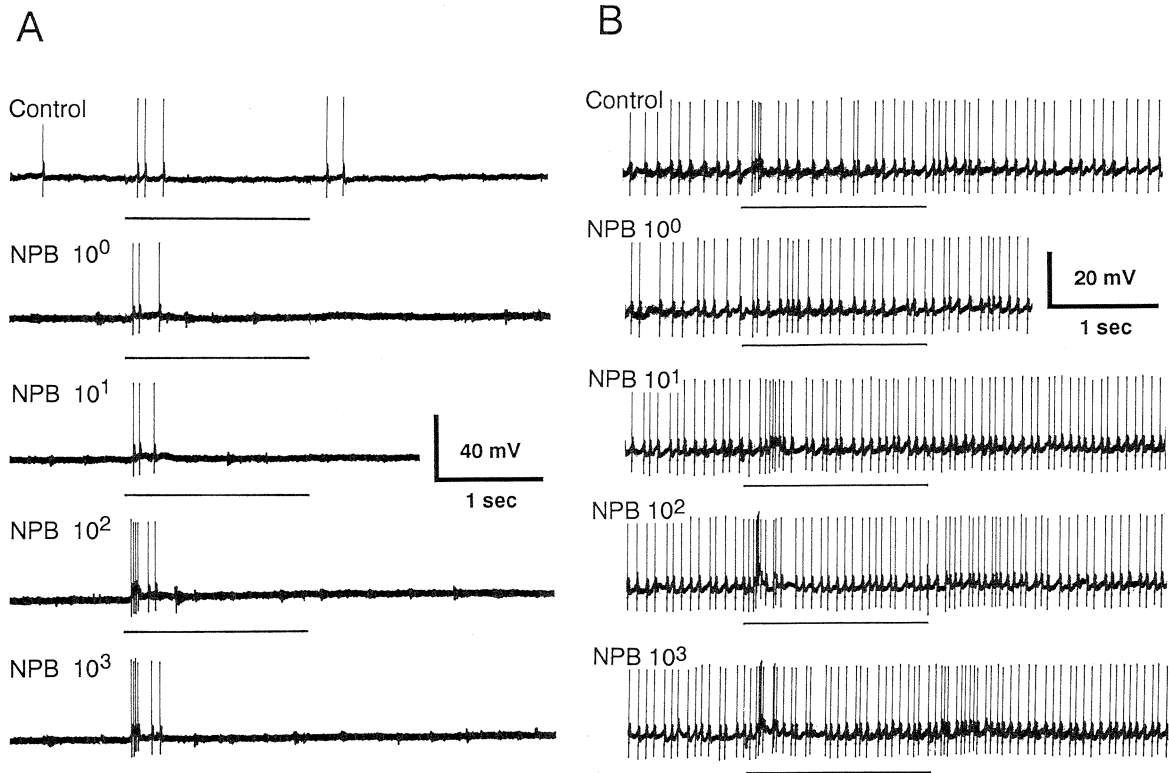 A
Control
NPB 10⁰
NPB 10¹
40 mV
1 sec
NPB 10²
NPB 10³
B
Control
NPB 10⁰
20 mV
1 sec
NPB 10¹
NPB 10²
NPB 10³